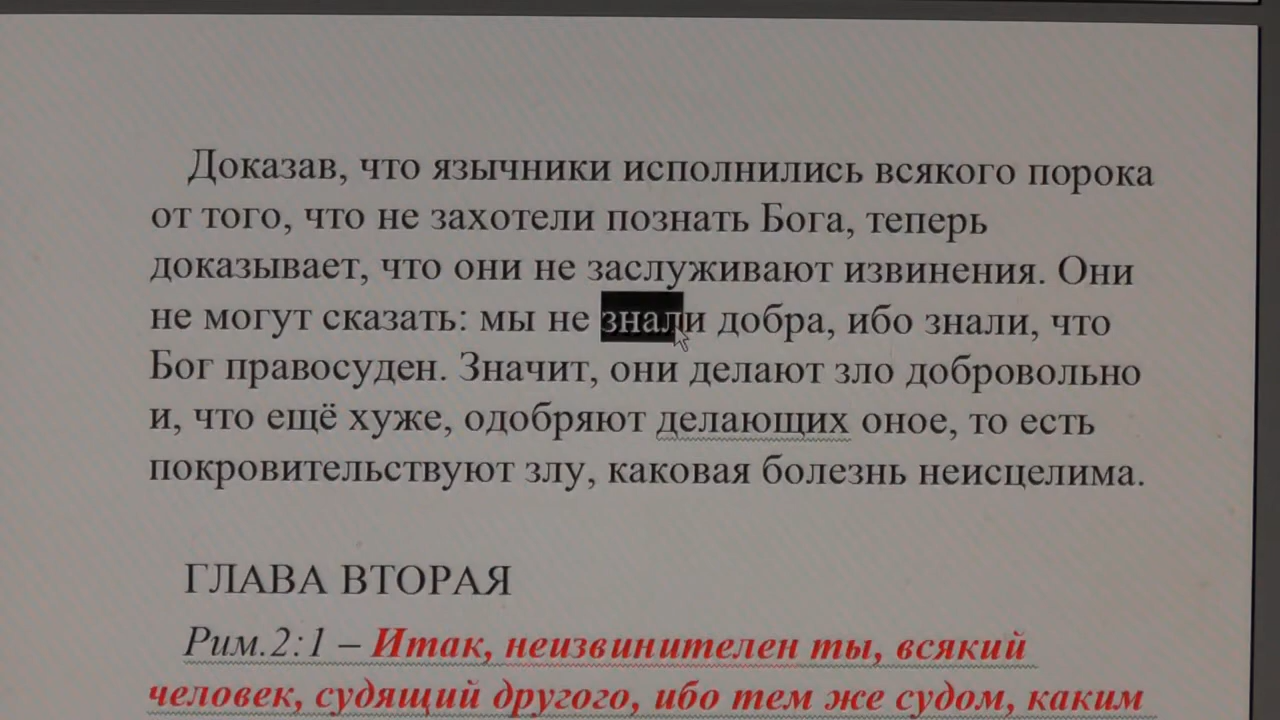 Доказав, что язычники исполнились всякого порока
от того, что не захотели познать Бога, теперь
доказывает, что они не заслуживают извинения. Они
не могут сказать: мы не знали добра, ибо знали, что
Бог правосуден. Значит, они делают зло добровольно
и, что ещё хуже, одобряют делающих оное, то есть
покровительствуют злу, каковая болезнь неисцелима.
ГЛАВА ВТОРАЯ
Рим.2:1 – Итак, неизвинителен ты, всякий
человек, судящий другого, ибо тем же судом, каким